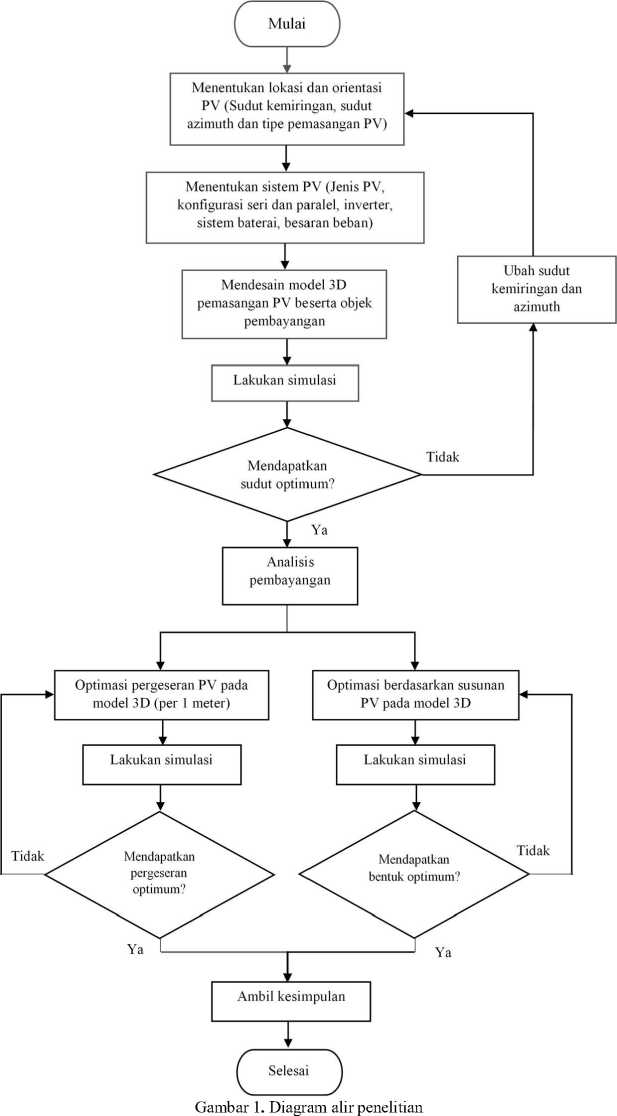 Mulai
Menentukan lokasi dan orientasi
PV (Sudut kemiringan, sudut
azimuth dan tipe pemasangan PV)
Menentukan sistem PV (Jenis PV,
konfigurasi seri dan paralel, inverter,
sistem baterai, besaran beban)
Mendesain model 3D
pemasangan PV beserta objek
pembayangan
Ubah sudut
kemiringan dan
azimuth
Lakukan simulasi
Mendapatkan
sudut optimum?
Tidak
Ya
Analisis
pembayangan
Optimasi pergeseran PV pada
model 3D (per 1 meter)
Optimasi berdasarkan susunan
PV pada model 3D
Lakukan simulasi
Lakukan simulasi
Tidak
Mendapatkan
pergeseran
optimum?
Mendapatkan
bentuk optimum?
Tidak
Ya
Ya
Ambil kesimpulan
Selesai
Gambar 1. Diagram alir penelitian